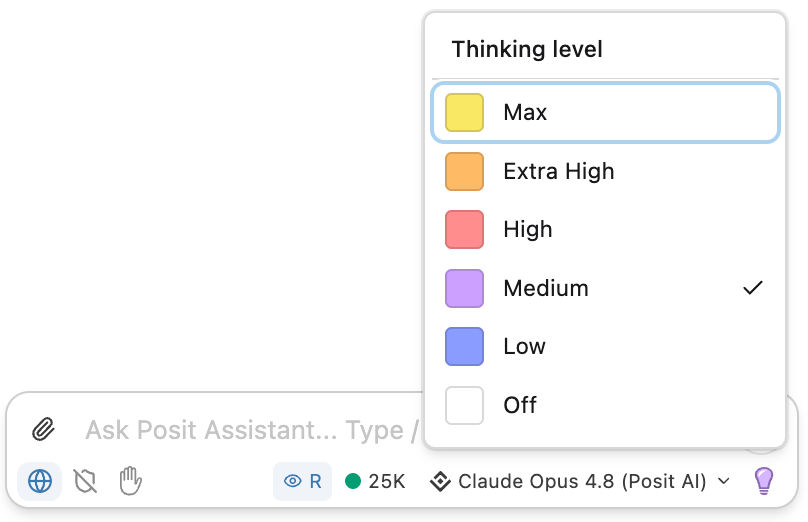 Thinking level
Max
Extra High
High
Medium
Low
Off
Ask Posit Assistant... Type /
R 25K Claude Opus 4.8 (Posit AI)